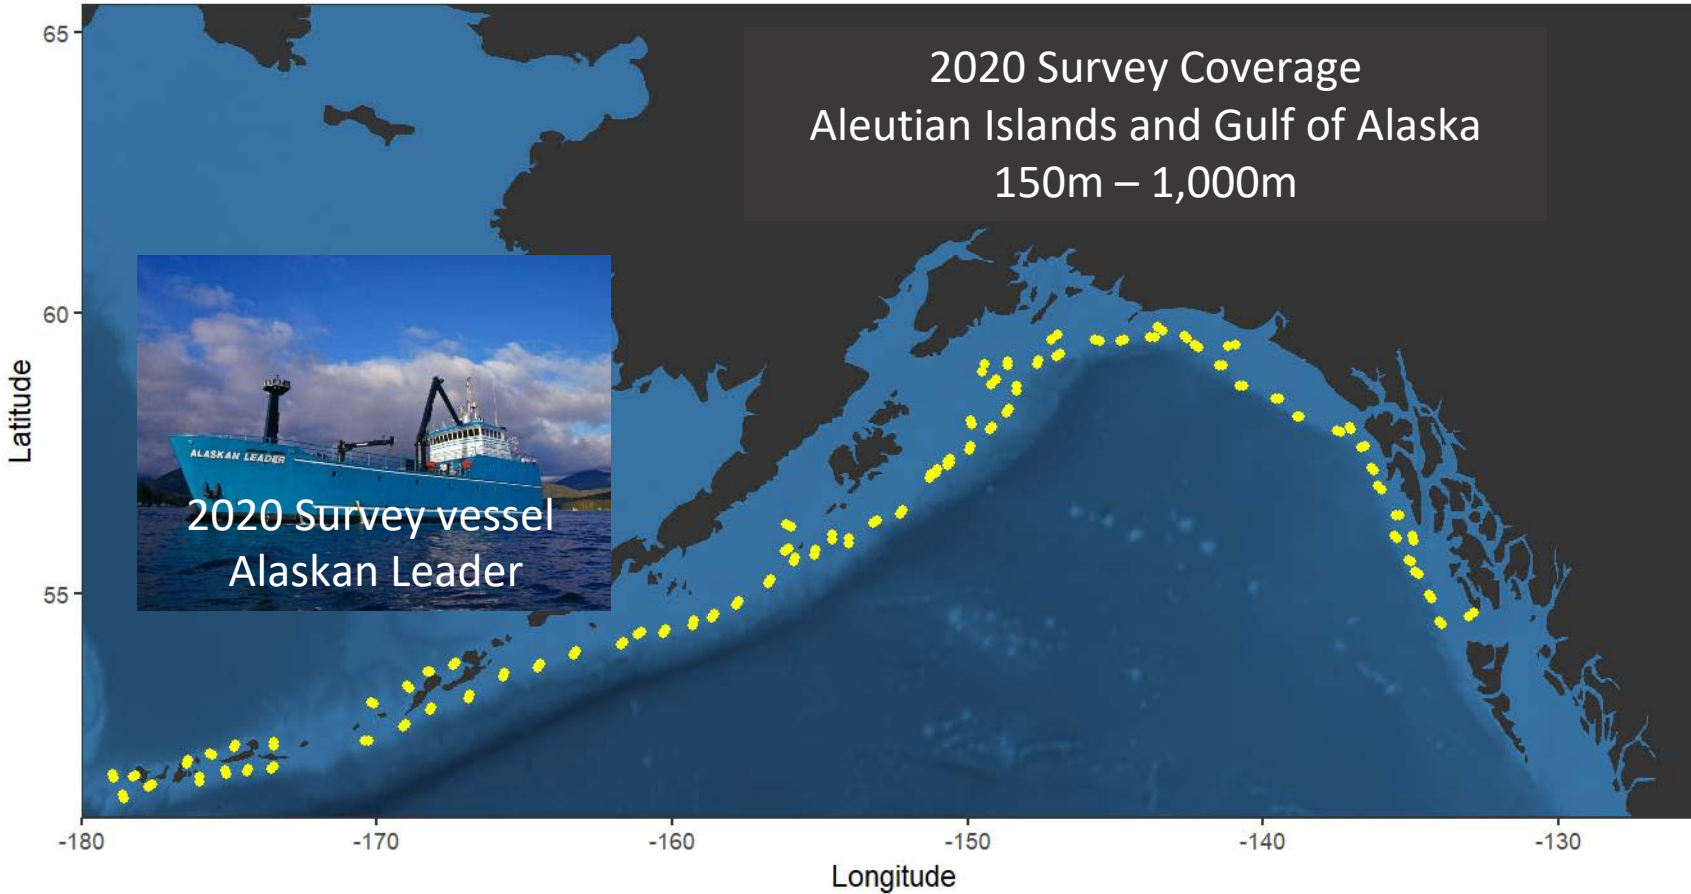 2020 Survey Coverage
Aleutian Islands and Gulf of Alaska
150m – 1,000m
ALASKAN LEADER
2020 Survey vessel
Alaskan Leader
Latitude
65
60
55
-180
-170
-160
-150
-140
-130
Longitude